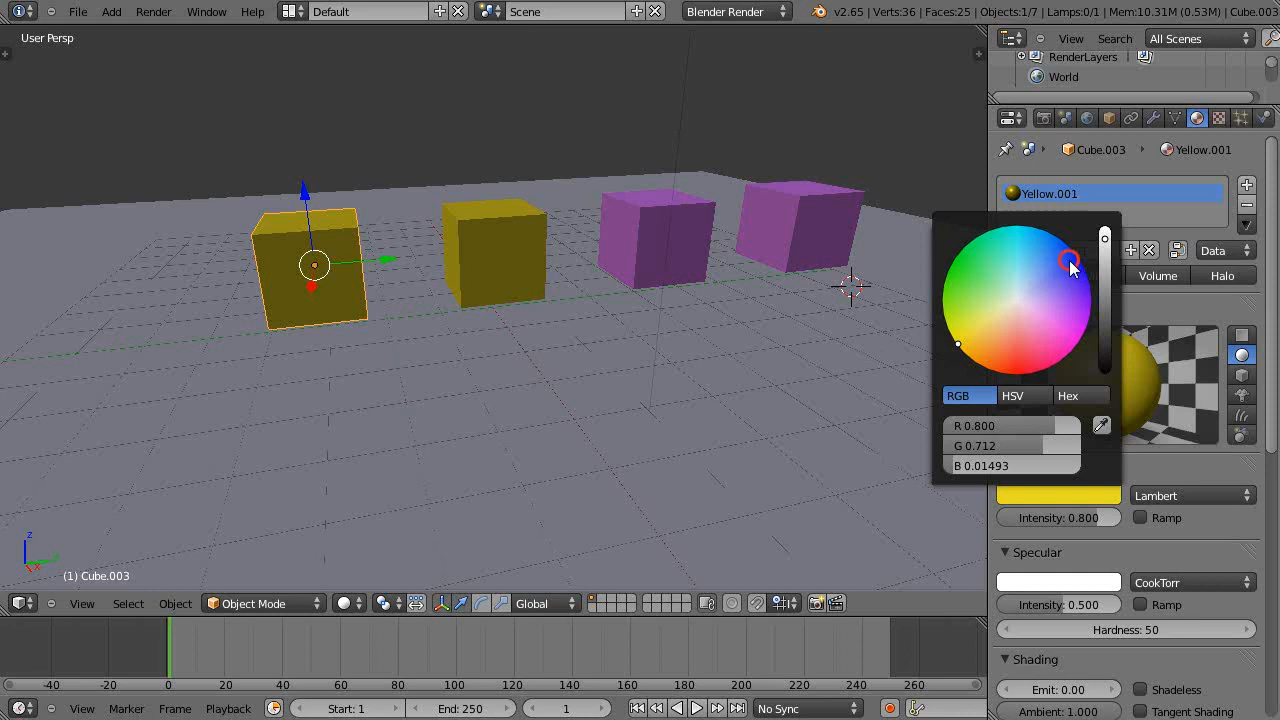 File Add Render Window Help Default Scene Blender Render v2.65 | Verts:36 | Faces:25 | Objects:1/7 | Lamps:0/1 | Mem:10.31M (0.53M) | Cube.003
User Persp
View Search All Scenes
RenderLayers
World
Cube.003 Yellow.001
Yellow.001
Data
Volume Halo
RGB HSV Hex
R 0.800
G 0.712
B 0.01493
Lambert
Intensity: 0.800 Ramp
Specular
CookTorr
Intensity: 0.500 Ramp
Hardness: 50
Shading
Emit: 0.00 Shadeless
Ambient: 1.000 Tangent Shading
z
(1) Cube.003
View Select Object Object Mode Global
-40 -20 0 20 40 60 80 100 120 140 160 180 200 220 240 260
View Marker Frame Playback Start: 1 End: 250 1 No Sync